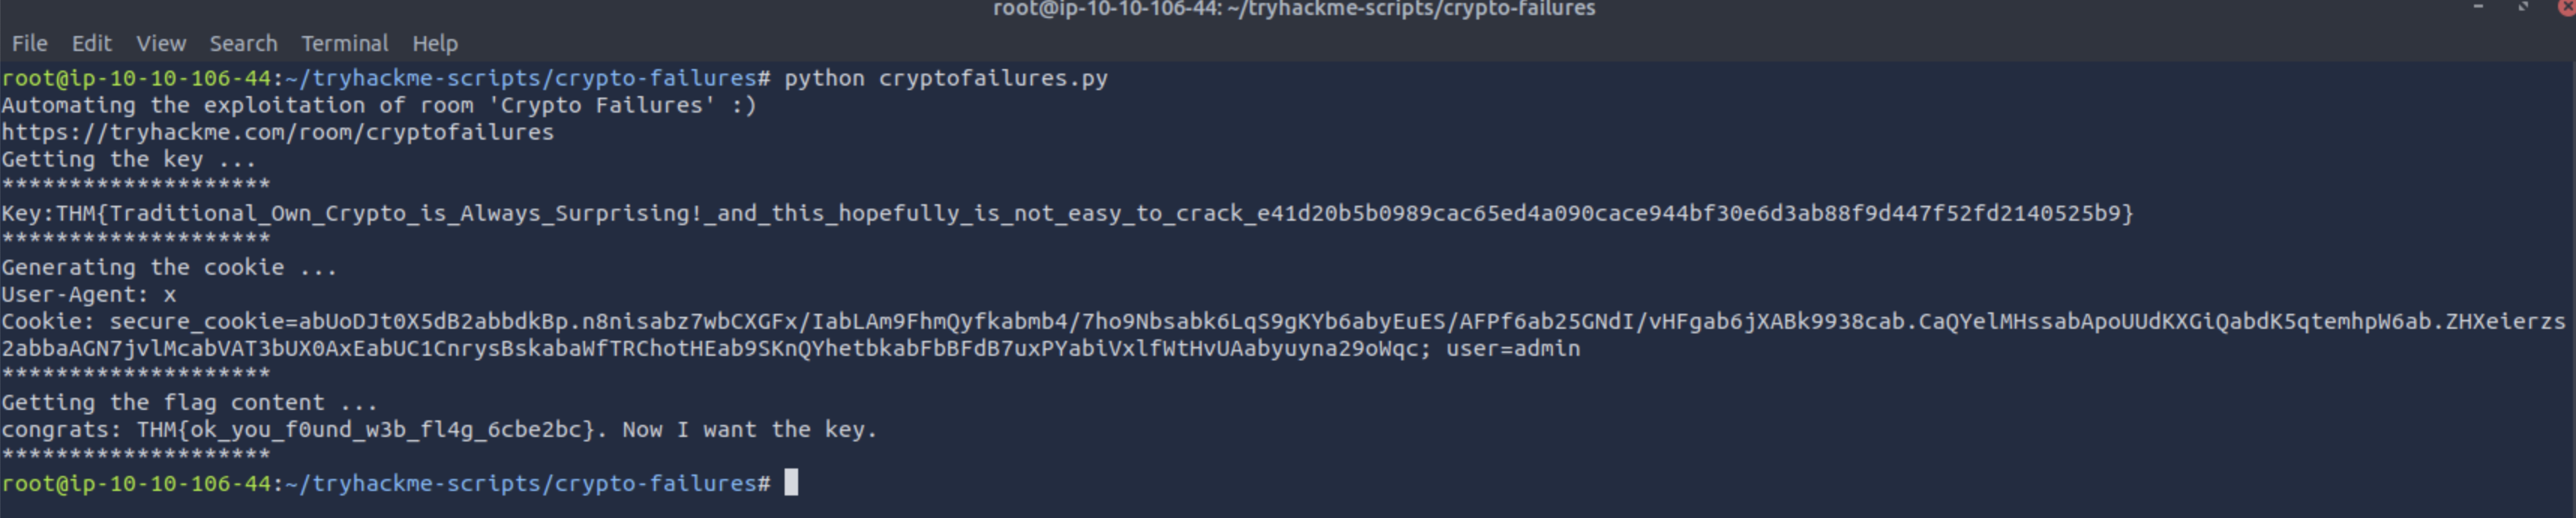 root@ip-10-10-106-44: ~/tryhackme-scripts/crypto-failures
File Edit View Search Terminal Help
root@ip-10-10-106-44:~/tryhackme-scripts/crypto-failures# python cryptofailures.py
Automating the exploitation of room 'Crypto Failures' :)
https://tryhackme.com/room/cryptofailures
Getting the key ...
********************
Key:THM{Traditional_Own_Crypto_is_Always_Surprising!_and_this_hopefully_is_not_easy_to_crack_e41d20b5b0989cac65ed4a090cace944bf30e6d3ab88f9d447f52fd2140525b9}
********************
Generating the cookie ...
User-Agent: x
Cookie: secure_cookie=abUoDJt0X5dB2abbdkBp.n8nisabz7wbCXGFx/IabLAm9FhmQyfkabmb4/7ho9Nbsabk6LqS9gKYb6abyEuES/AFPf6ab25GNdI/vHFgab6jXABk9938cab.CaQYelMHssabApoUUdKXGiQabdK5qtemhpW6ab.ZHXeierzs
2abbaAGN7jvlMcabVAT3bUX0AxEabUC1CnrysBskabaWfTRChotHEab9SKnQYhetbkabFbBFdB7uxPYabiVxlfWtHvUAabyuyna29oWqc; user=admin
********************
Getting the flag content ...
congrats: THM{ok_you_f0und_w3b_fl4g_6cbe2bc}. Now I want the key.
********************
root@ip-10-10-106-44:~/tryhackme-scripts/crypto-failures#